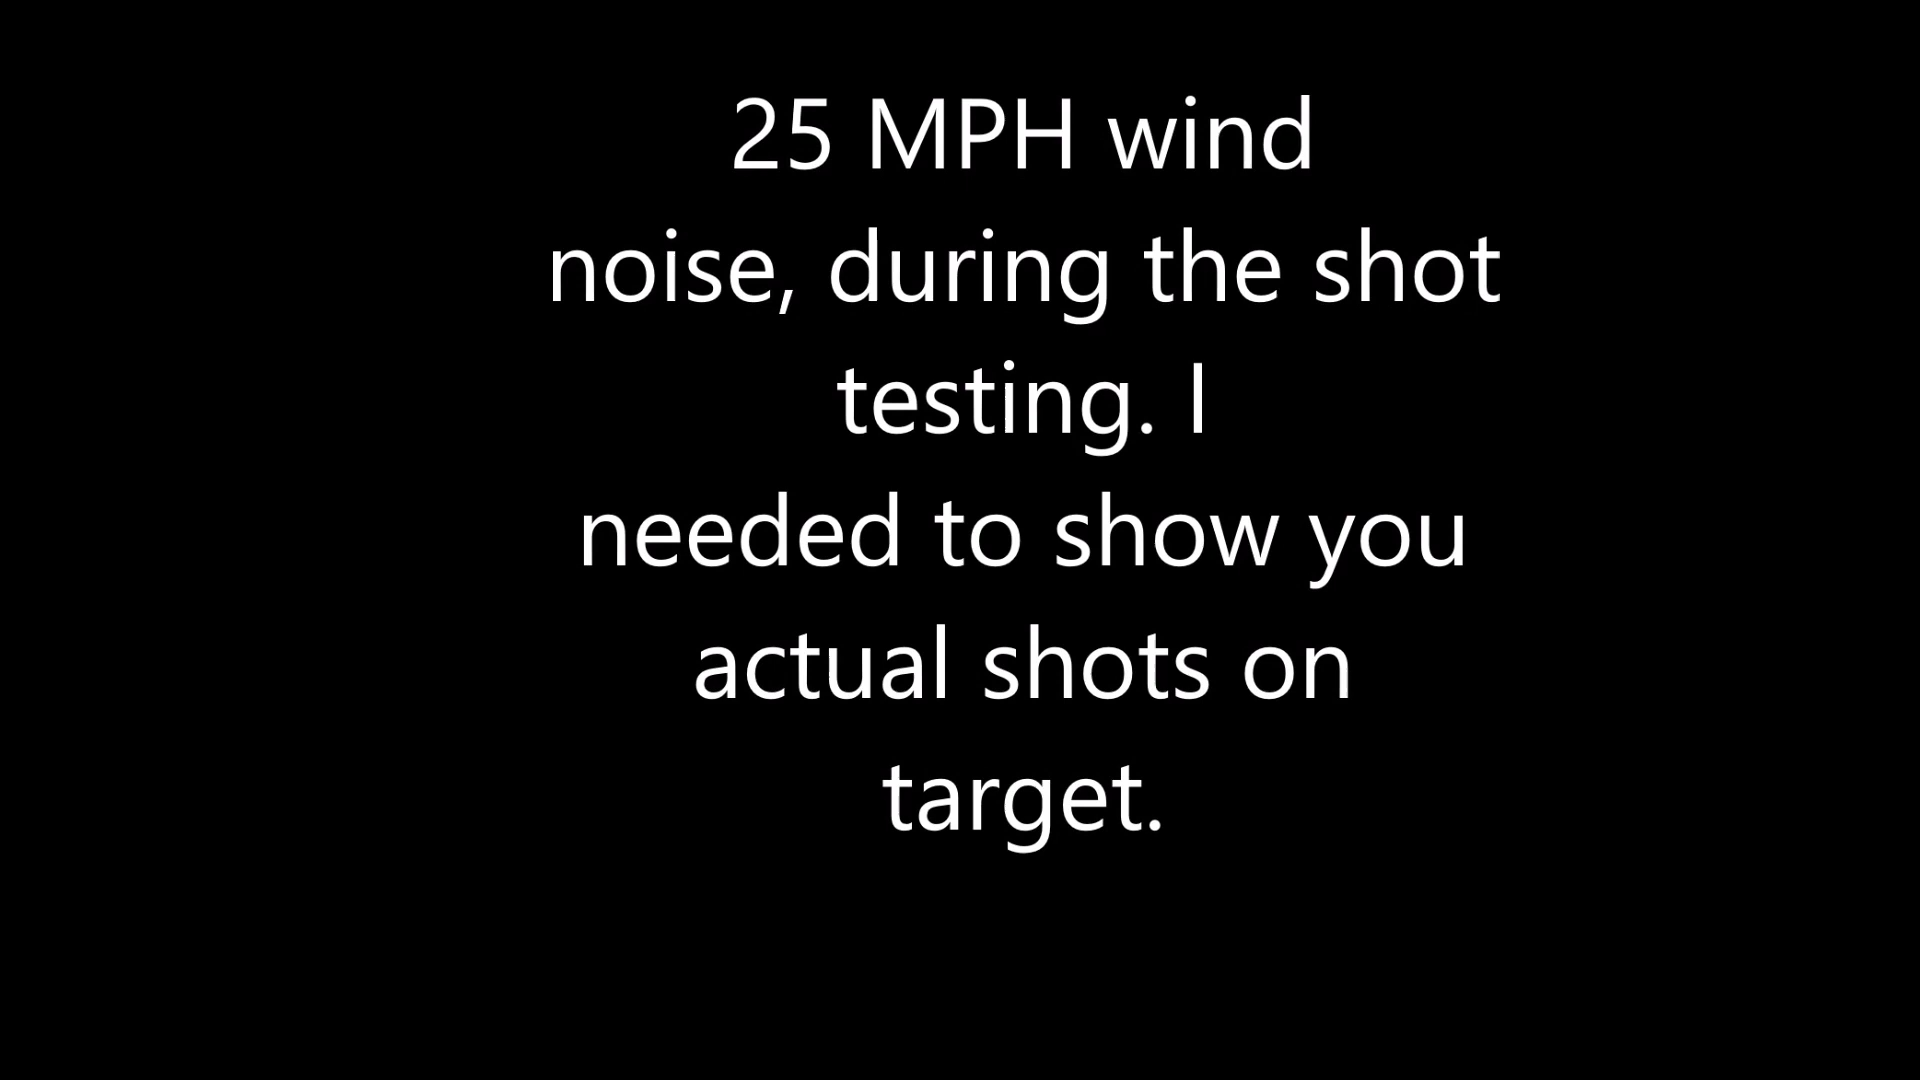 25 MPH wind
noise, during the shot
testing. I
needed to show you
actual shots on
target.